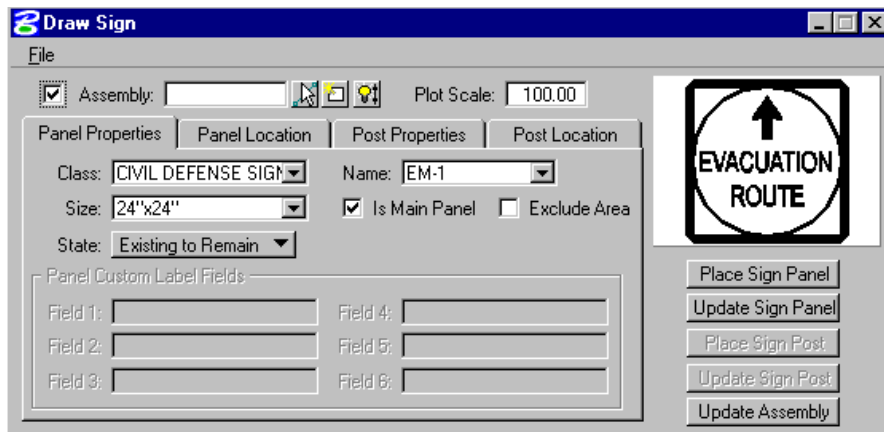 Draw Sign
File
Assembly: Plot Scale: 100.00
Panel Properties Panel Location Post Properties Post Location
Class: CIVIL DEFENSE SIGN Name: EM-1
Size: 24"x24" Is Main Panel Exclude Area
State: Existing to Remain
Panel Custom Label Fields
Field 1: Field 4:
Field 2: Field 5:
Field 3: Field 6:
EVACUATION
ROUTE
Place Sign Panel
Update Sign Panel
Place Sign Post
Update Sign Post
Update Assembly